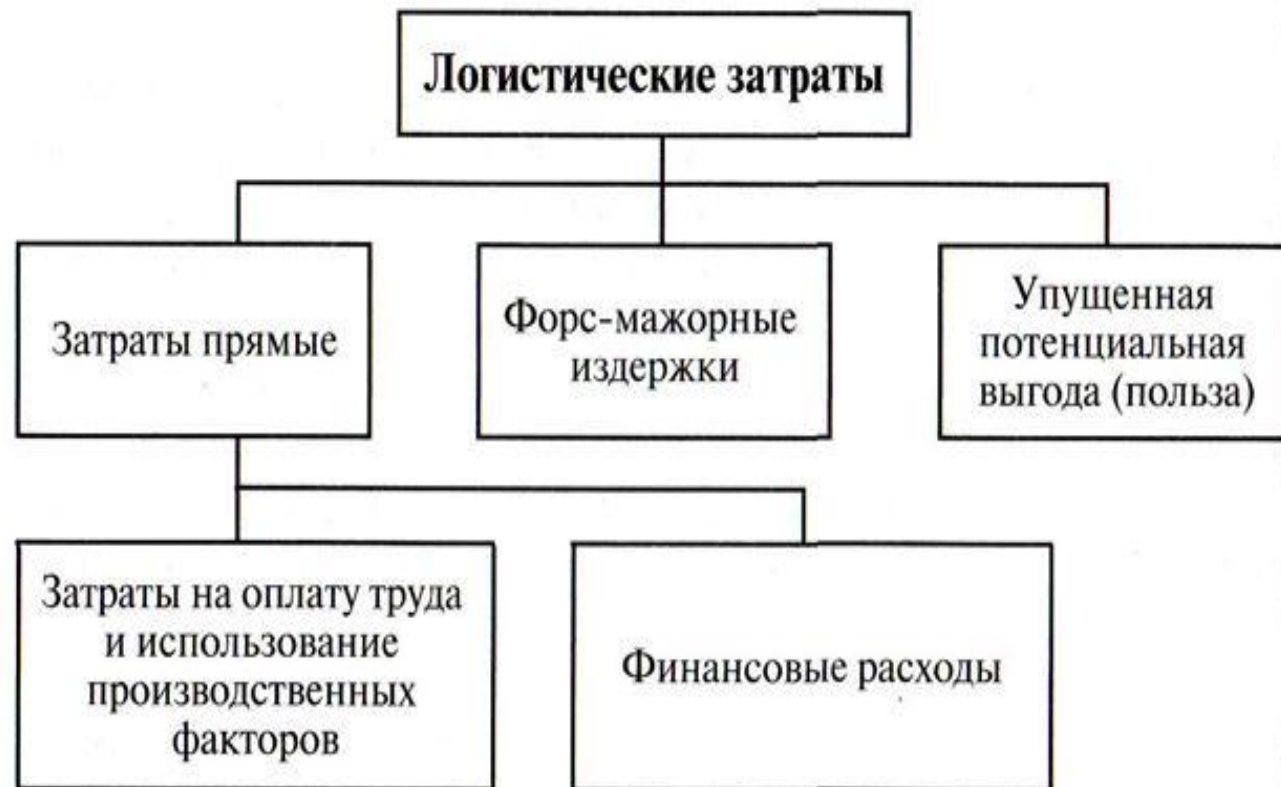 Логистические затраты
Затраты прямые
Форс-мажорные
издержки
Упущенная
потенциальная
выгода (польза)
Затраты на оплату труда
и использование
производственных
факторов
Финансовые расходы